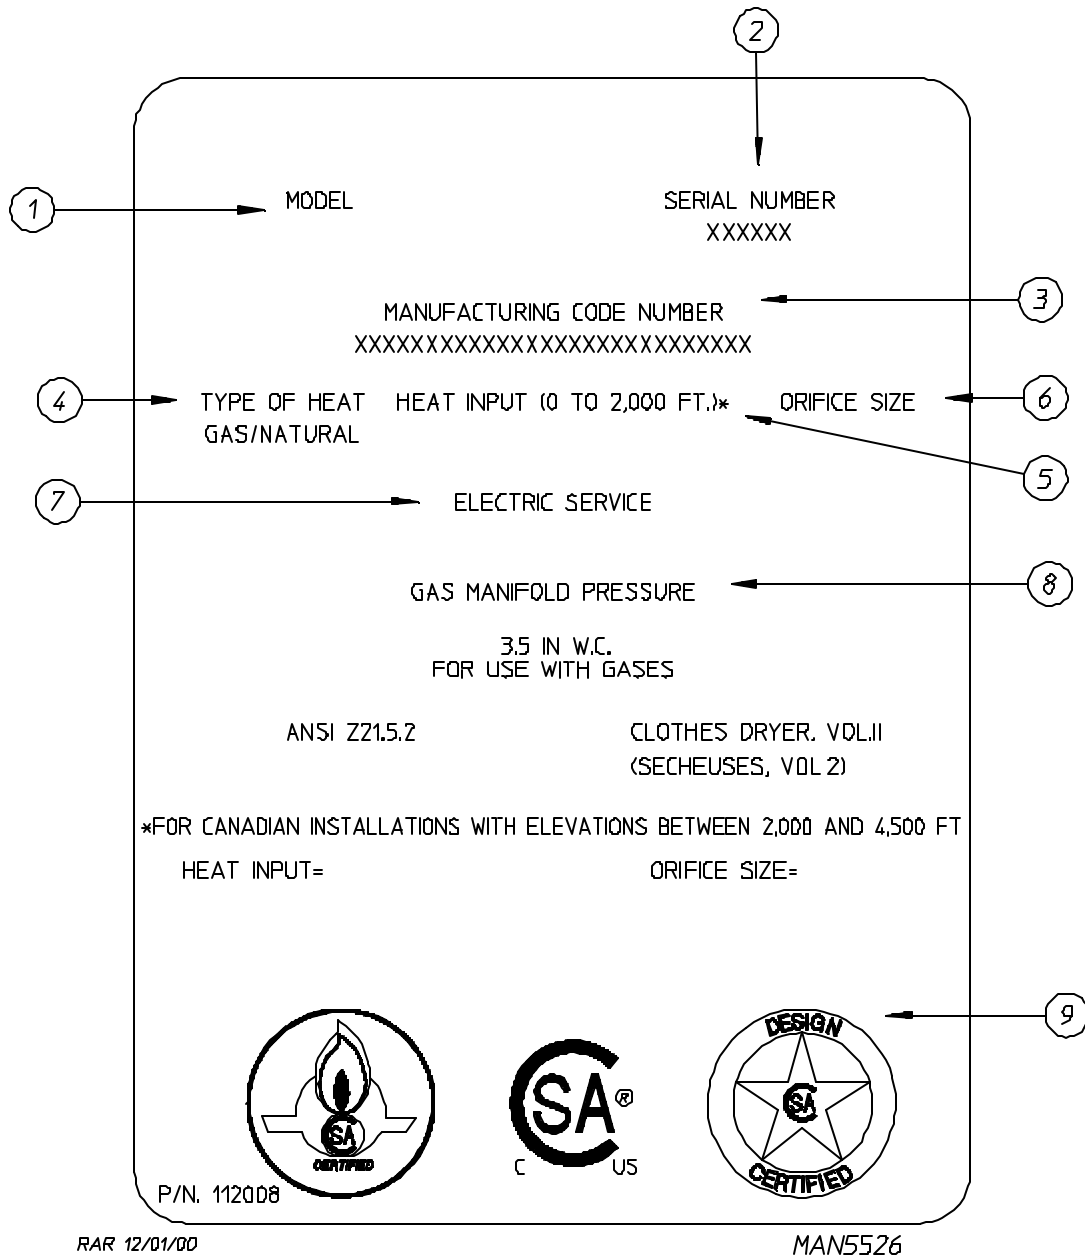 2
1 MODEL SERIAL NUMBER
XXXXXX
3
MANUFACTURING CODE NUMBER
XXXXXXXXXXXXXXXXXXXXXXXXXXXX
4 TYPE OF HEAT HEAT INPUT (0 TO 2,000 FT.)* ORIFICE SIZE 6
GAS/NATURAL
5
7 ELECTRIC SERVICE
GAS MANIFOLD PRESSURE 8
3.5 IN W.C.
FOR USE WITH GASES
ANSI Z21.5.2 CLOTHES DRYER, VOL.II
(SECHEUSES, VOL 2)
*FOR CANADIAN INSTALLATIONS WITH ELEVATIONS BETWEEN 2,000 AND 4,500 FT
HEAT INPUT= ORIFICE SIZE=
9
DESIGN
CSA
CERTIFIED
CSA ®
C US
CSA
CERTIFIED
P/N. 112008
RAR 12/01/00 MAN5526